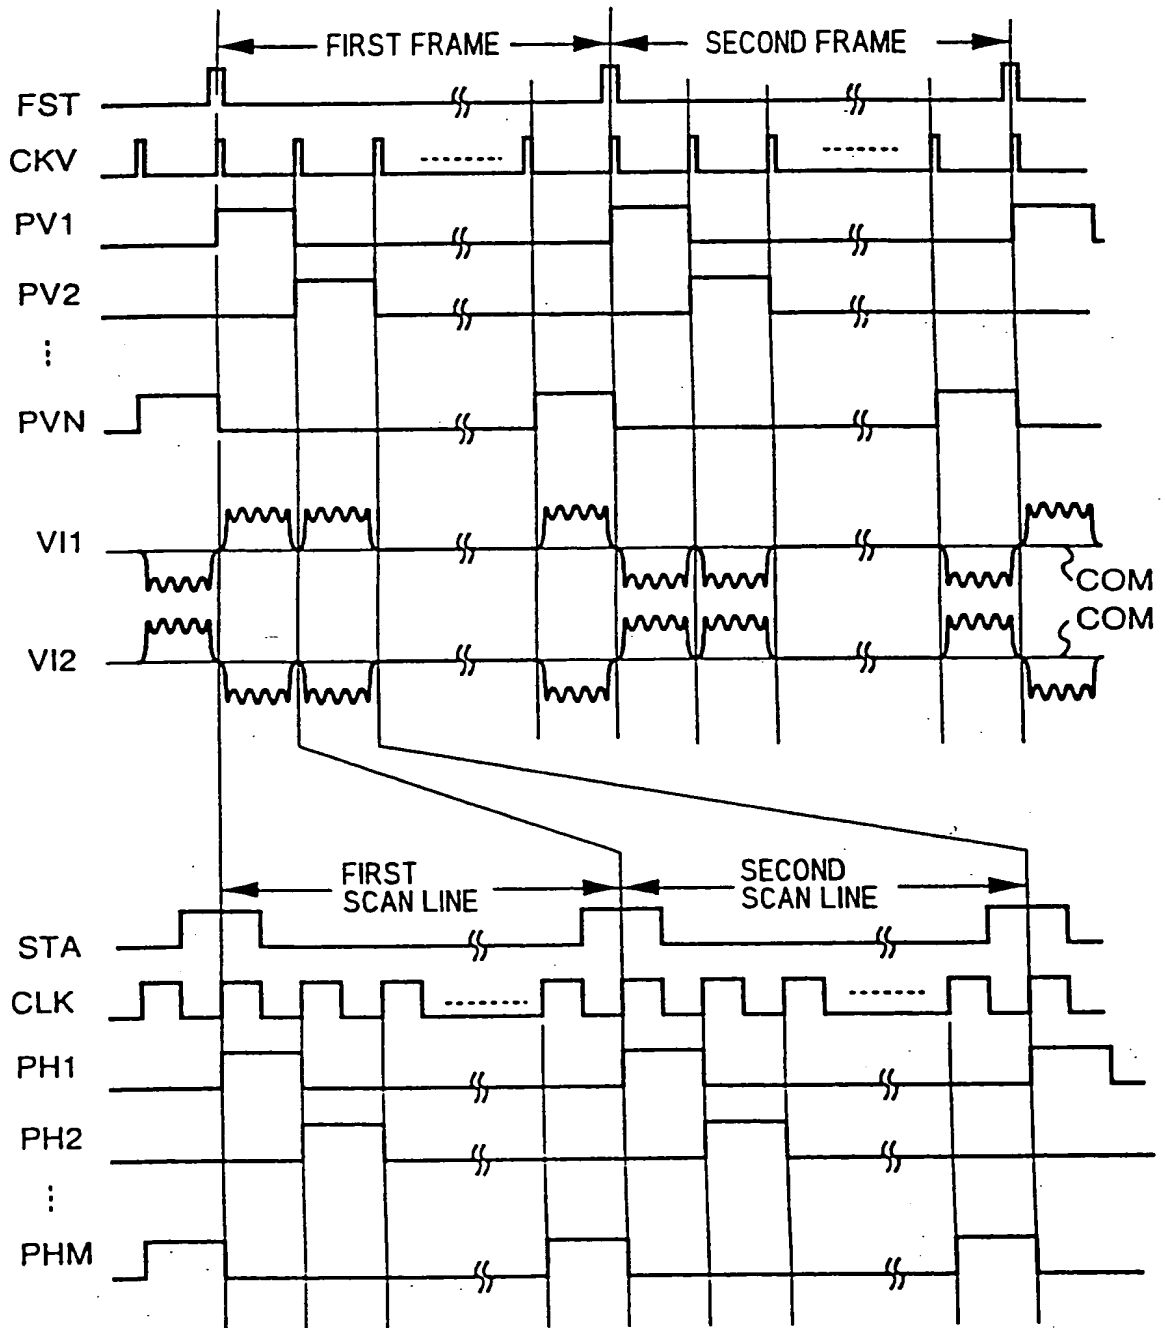 FIRST FRAME
SECOND FRAME
FST
CKV
PV1
PV2
PVN
VI1
COM
COM
VI2
FIRST
SCAN LINE
SECOND
SCAN LINE
STA
CLK
PH1
PH2
PHM